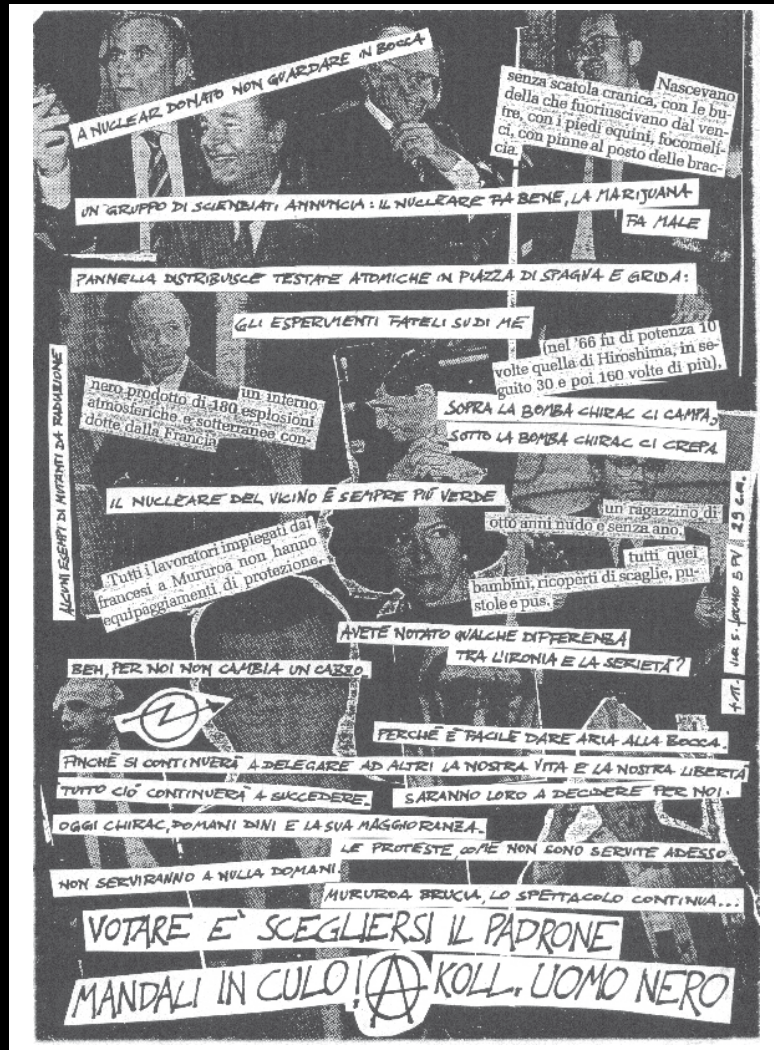 A NUCLEAR DONATO NON GUARDARE IN BOCCA
Nascevano
senza scatola cranica, con le bu-
della che fuoriuscivano dal ven-
tre, con i piedi equini, focomeli-
ci, con pinne al posto delle brac-
cia.
UN GRUPPO DI SCIENZIATI ANNUNCIA: IL NUCLEARE FA BENE, LA MARIJUANA
FA MALE
PANNELLA DISTRIBUISCE TESTATE ATOMICHE IN PIAZZA DI SPAGNA E GRIDA:
GLI ESPERIMENTI FATELI SU DI ME
(nel '66 fu di potenza 10
volte quella di Hiroshima, in se-
guito 30 e poi 160 volte di più).
ALCUNI ESEMPI DI MUTANTI DA RADIAZIONE
un inferno
nero prodotto di 180 esplosioni
atmosferiche e sotterranee con-
dotte dalla Francia
SOPRA LA BOMBA CHIRAC CI CAMPA,
SOTTO LA BOMBA CHIRAC CI CREPA
IL NUCLEARE DEL VICINO È SEMPRE PIÙ VERDE
un ragazzino di
otto anni nudo e senza ano.
Tutti i lavoratori impiegati dai
francesi a Mururoa non hanno
equipaggiamenti di protezione.
tutti quei
bambini, ricoperti di scaglie, pu-
stole e pus.
29 C.M.
AVETE NOTATO QUALCHE DIFFERENZA
TRA L'IRONIA E LA SERIETÀ?
BEH, PER NOI NON CAMBIA UN CAZZO.
PERCHÉ È FACILE DARE ARIA ALLA BOCCA.
FINCHÉ SI CONTINUERÀ A DELEGARE AD ALTRI LA NOSTRA VITA E LA NOSTRA LIBERTÀ
TUTTO CIÒ CONTINUERÀ A SUCCEDERE.
SARANNO LORO A DECIDERE PER NOI.
OGGI CHIRAC, DOMANI DINI E LA SUA MAGGIORANZA.
LE PROTESTE, COME NON SONO SERVITE ADESSO
NON SERVIRANNO A NULLA DOMANI.
MURUROA BRUCIA, LO SPETTACOLO CONTINUA...
VOTARE E' SCEGLIERSI IL PADRONE
MANDALI IN CULO! A KOLL. UOMO NERO